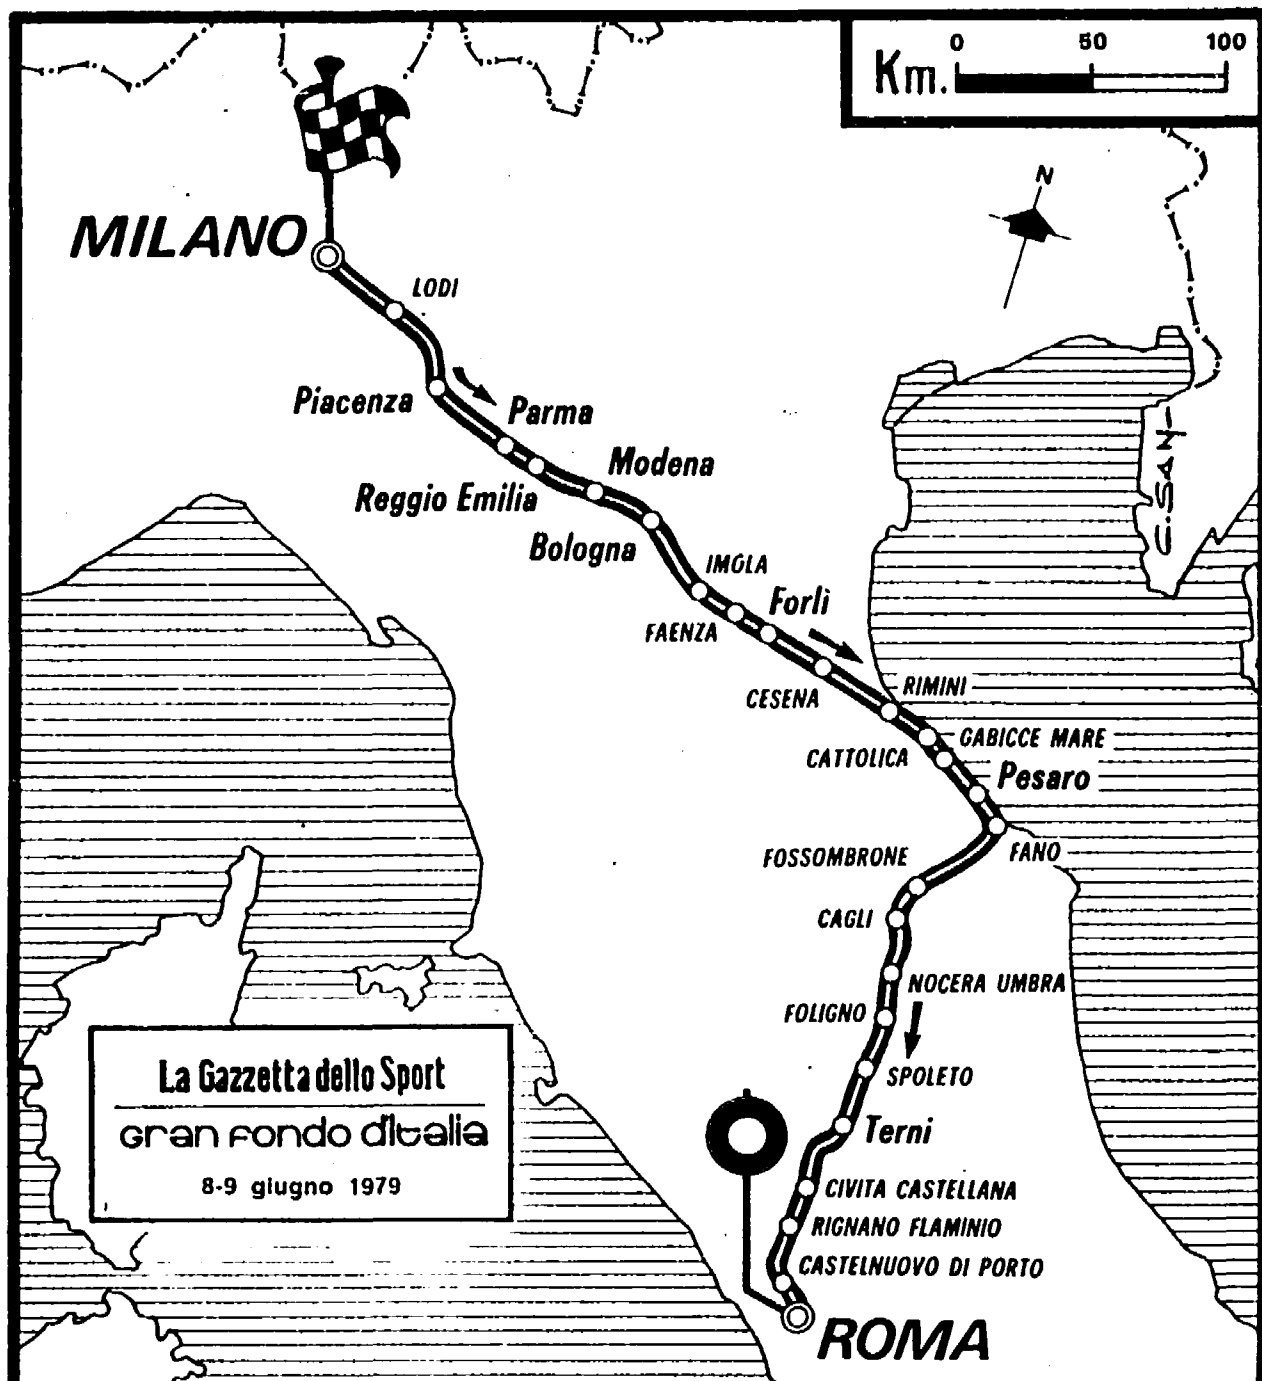 0 50 100
Km.
N
MILANO
LODI
Piacenza
Parma
Modena
Reggio Emilia
Bologna
IMOLA
Forlì
FAENZA
CESENA
RIMINI
GABICCE MARE
CATTOLICA
Pesaro
FANO
FOSSOMBRONE
CAGLI
NOCERA UMBRA
FOLIGNO
SPOLETO
Terni
CIVITA CASTELLANA
RIGNANO FLAMINIO
CASTELNUOVO DI PORTO
ROMA
La Gazzetta dello Sport
Gran Fondo d'Italia
8-9 giugno 1979
C.SAN